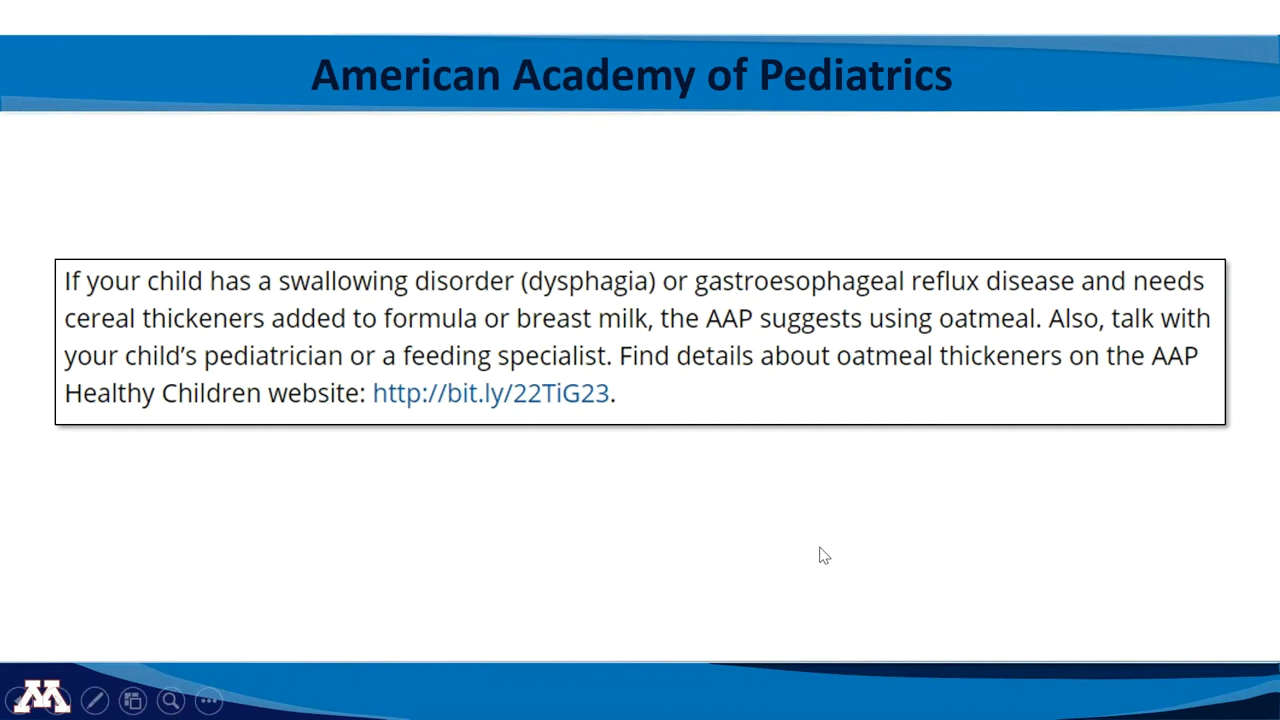 American Academy of Pediatrics
If your child has a swallowing disorder (dysphagia) or gastroesophageal reflux disease and needs
cereal thickeners added to formula or breast milk, the AAP suggests using oatmeal. Also, talk with
your child’s pediatrician or a feeding specialist. Find details about oatmeal thickeners on the AAP
Healthy Children website: http://bit.ly/22TiG23.
M